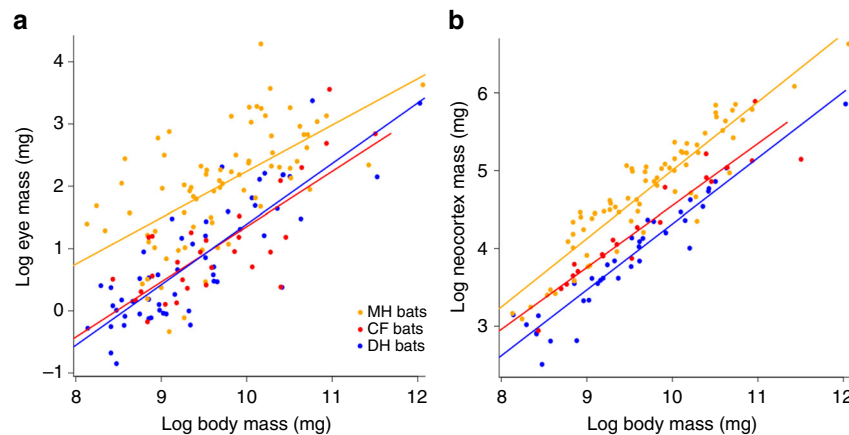 a
Log eye mass (mg)
4
3
2
1
0
−1
8 9 10 11 12
Log body mass (mg)
MH bats
CF bats
DH bats
b
Log neocortex mass (mg)
6
5
4
3
8 9 10 11 12
Log body mass (mg)